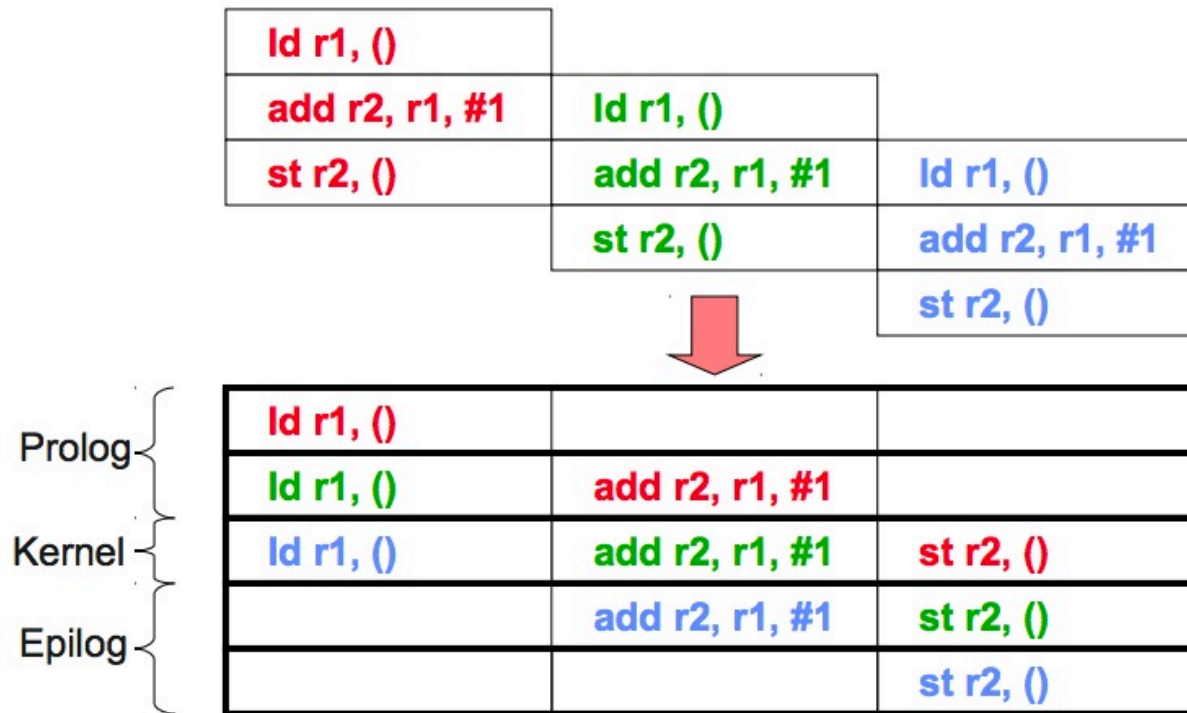 ld r1, ()
add r2, r1, #1 ld r1, ()
st r2, () add r2, r1, #1 ld r1, ()
st r2, () add r2, r1, #1
st r2, ()
Prolog
ld r1, ()
ld r1, () add r2, r1, #1
Kernel ld r1, () add r2, r1, #1 st r2, ()
Epilog
add r2, r1, #1 st r2, ()
st r2, ()